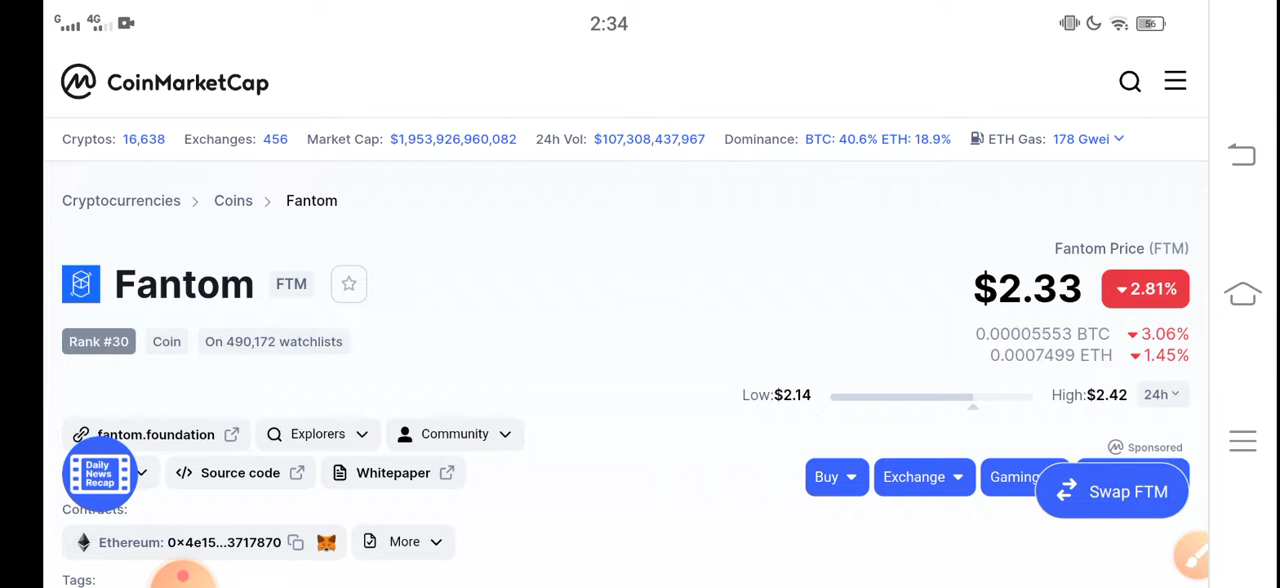 G 4G 2:34 56
CoinMarketCap
Cryptos: 16,638 Exchanges: 456 Market Cap: $1,953,926,960,082 24h Vol: $107,308,437,967 Dominance: BTC: 40.6% ETH: 18.9% ETH Gas: 178 Gwei
Cryptocurrencies > Coins > Fantom
Fantom Price (FTM)
Fantom FTM
$2.33 2.81%
Rank #30 Coin On 490,172 watchlists
0.00005553 BTC 3.06%
0.0007499 ETH 1.45%
Low:$2.14 High:$2.42 24h
fantom.foundation Explorers Community
Sponsored
Daily
News
Recap
</> Source code Whitepaper
Buy Exchange Gaming
Swap FTM
Contracts:
Ethereum: 0x4e15...3717870 More
Tags: